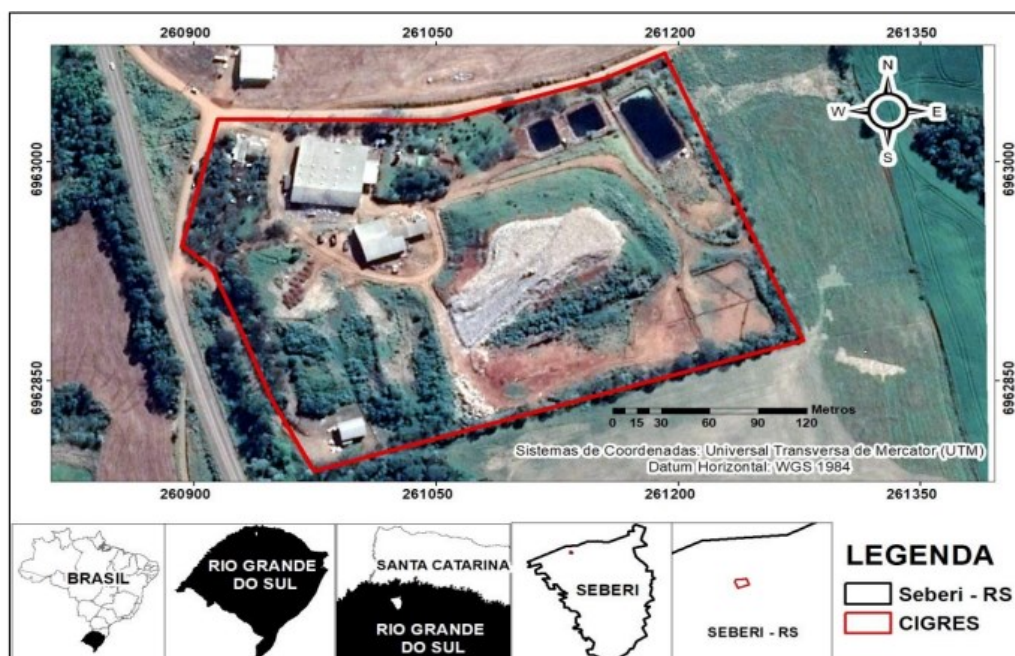 260900 261050 261200 261350
N
W E
S
6963000 6963000
6962850 6962850
Metros
0 15 30 60 90 120
Sistemas de Coordenadas: Universal Transversa de Mercator (UTM)
Datum Horizontal: WGS 1984
260900 261050 261200 261350
BRASIL
RIO GRANDE
DO SUL
SANTA CATARINA
RIO GRANDE
DO SUL
SEBERI
SEBERI - RS
LEGENDA
Seberi - RS
CIGRES